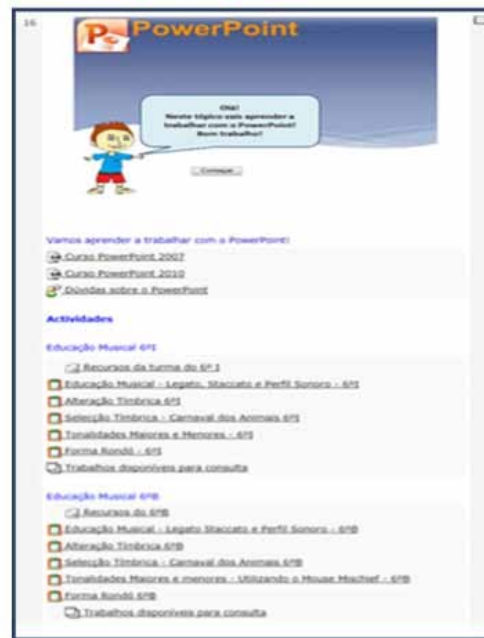 16
PowerPoint
Olá!
Neste tópico vais aprender a
trabalhar com o PowerPoint!
Bom trabalho!
Começar
Vamos aprender a trabalhar com o PowerPoint!
Curso PowerPoint 2007
Curso PowerPoint 2010
Dúvidas sobre o PowerPoint
Actividades
Educação Musical 6ºI
Recursos da turma do 6º I
Educação Musical - Legato, Staccato e Perfil Sonoro - 6ºI
Alteração Tímbrica 6ºI
Selecção Tímbrica - Carnaval dos Animais 6ºI
Tonalidades Maiores e Menores - 6ºI
Forma Rondó - 6ºI
Trabalhos disponíveis para consulta
Educação Musical 6ºB
Recursos do 6ºB
Educação Musical - Legato Staccato e Perfil Sonoro - 6ºB
Alteração Tímbrica 6ºB
Selecção Tímbrica - Carnaval dos Animais 6ºB
Tonalidades Maiores e menores - Utilizando o Mouse Mischief - 6ºB
Forma Rondó 6ºB
Trabalhos disponíveis para consulta